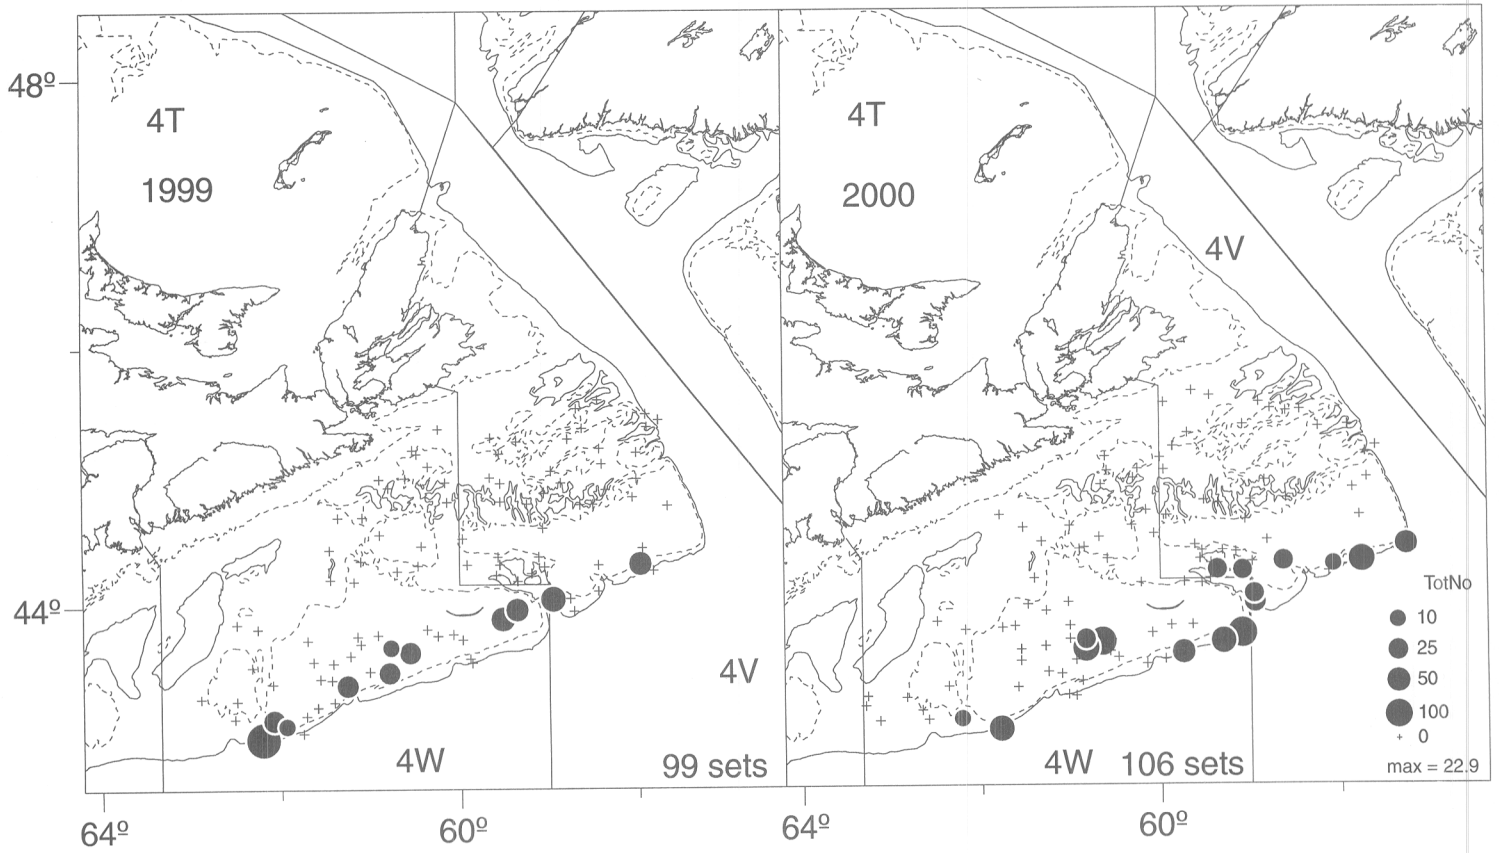 48º
4T
4T
1999
2000
4V
44º
TotNo
10
25
50
100
+ 0
max = 22.9
4V
4W
99 sets
4W
106 sets
64º
60º
64º
60º